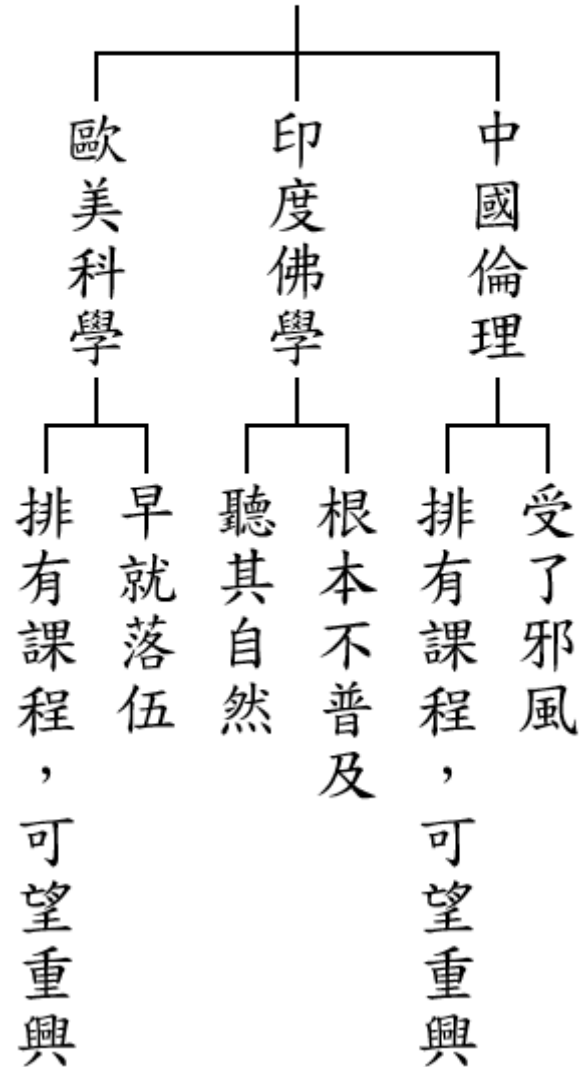 中國倫理
受了邪風
排有課程，可望重興
印度佛學
根本不普及
聽其自然
歐美科學
早就落伍
排有課程，可望重興